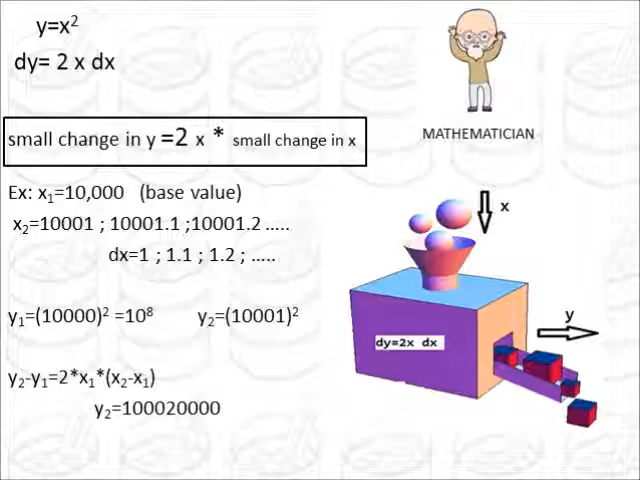 y=x²
dy= 2 x dx
small change in y =2 x * small change in x
MATHEMATICIAN
Ex: x₁=10,000 (base value)
x₂=10001 ; 10001.1 ;10001.2 .....
dx=1 ; 1.1 ; 1.2 ; .....
x
y₁=(10000)² =10⁸ y₂=(10001)²
y
dy=2x dx
y₂-y₁=2*x₁*(x₂-x₁)
y₂=100020000